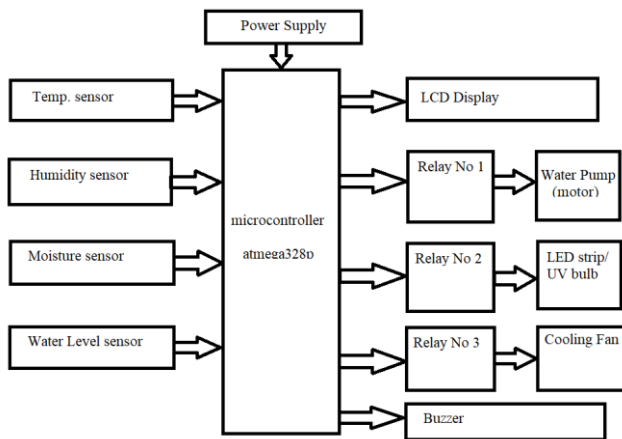 Power Supply
Temp. sensor
LCD Display
Humidity sensor
Relay No 1
Water Pump
(motor)
microcontroller
atmega328p
Moisture sensor
Relay No 2
LED strip/
UV bulb
Water Level sensor
Relay No 3
Cooling Fan
Buzzer